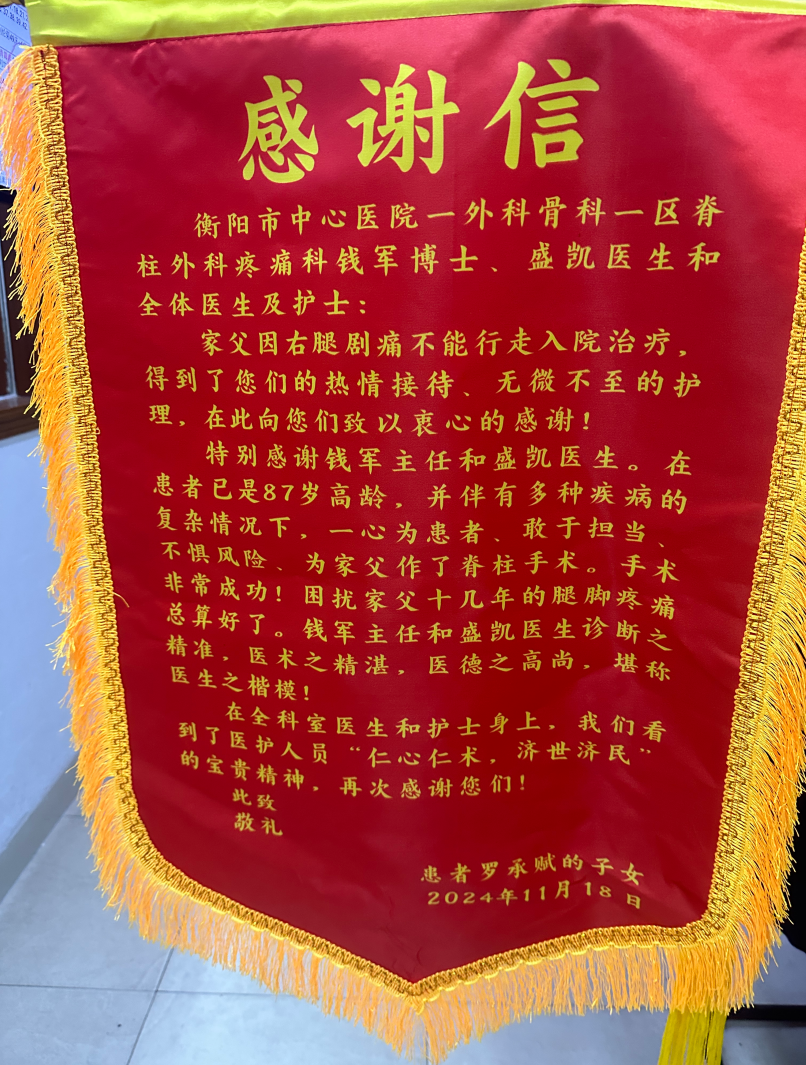 感谢信
衡阳市中心医院一外科骨科一区脊
柱外科疼痛科钱军博士、盛凯医生和
全体医生及护士：
家父因右腿剧痛不能行走入院治疗，
得到了您们的热情接待、无微不至的护
理，在此向您们致以衷心的感谢！
特别感谢钱军主任和盛凯医生。在
患者已是87岁高龄，并伴有多种疾病的
复杂情况下，一心为患者、敢于担当、
不惧风险、为家父作了脊柱手术。手术
非常成功！困扰家父十几年的腿脚疼痛
总算好了。钱军主任和盛凯医生诊断之
精准，医术之精湛，医德之高尚，堪称
医生之楷模！
在全科室医生和护士身上，我们看
到了医护人员“仁心仁术，济世济民”
的宝贵精神，再次感谢您们！
此致
敬礼
患者罗承赋的子女
2024年11月18日